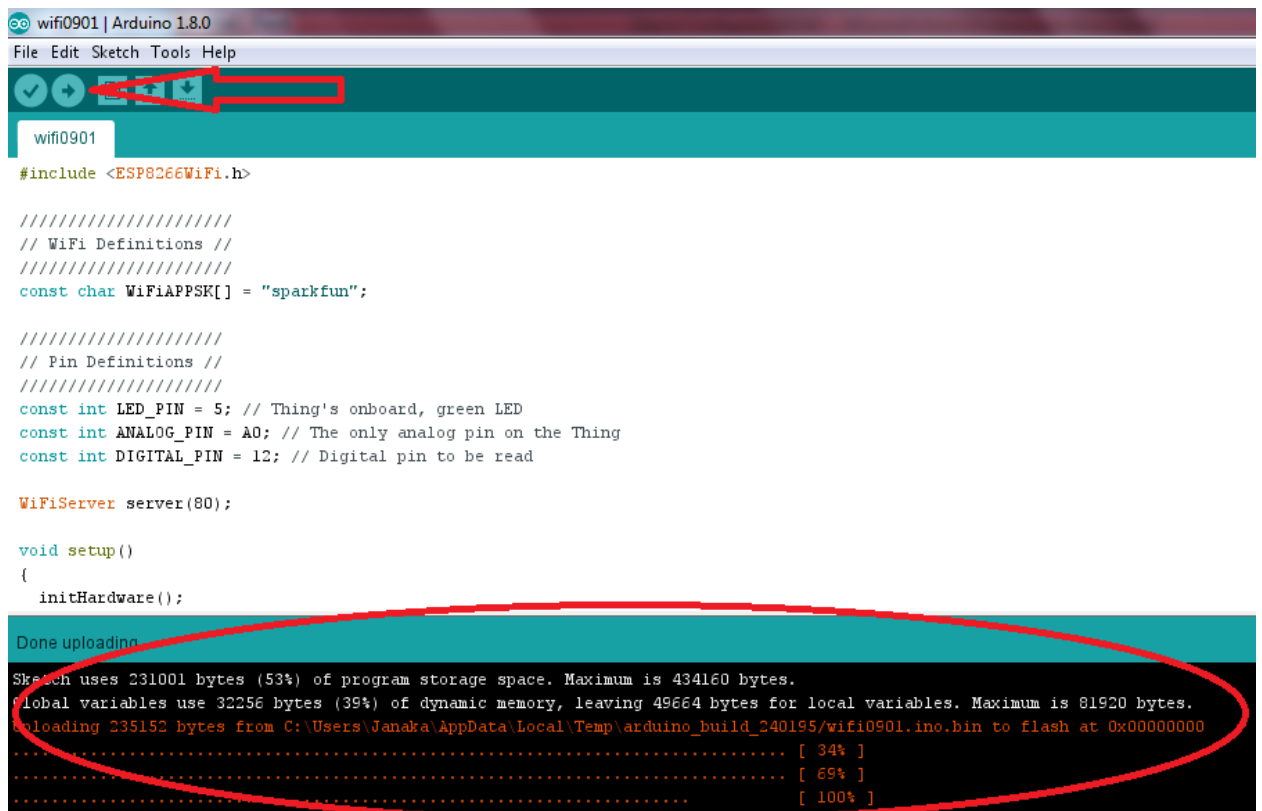 wifi0901 | Arduino 1.8.0
File Edit Sketch Tools Help
wifi0901
#include <ESP8266WiFi.h>
//////////////////////
// WiFi Definitions //
//////////////////////
const char WiFiAPPSK[] = "sparkfun";
/////////////////////
// Pin Definitions //
/////////////////////
const int LED_PIN = 5; // Thing's onboard, green LED
const int ANALOG_PIN = A0; // The only analog pin on the Thing
const int DIGITAL_PIN = 12; // Digital pin to be read
WiFiServer server(80);
void setup()
{
initHardware();
Done uploading
Sketch uses 231001 bytes (53%) of program storage space. Maximum is 434160 bytes.
Global variables use 32256 bytes (39%) of dynamic memory, leaving 49664 bytes for local variables. Maximum is 81920 bytes.
Uploading 235152 bytes from C:\Users\Janaka\AppData\Local\Temp\arduino_build_240195/wifi0901.ino.bin to flash at 0x00000000
................................................................................ [ 34% ]
................................................................................ [ 69% ]
...................................................................... [ 100% ]